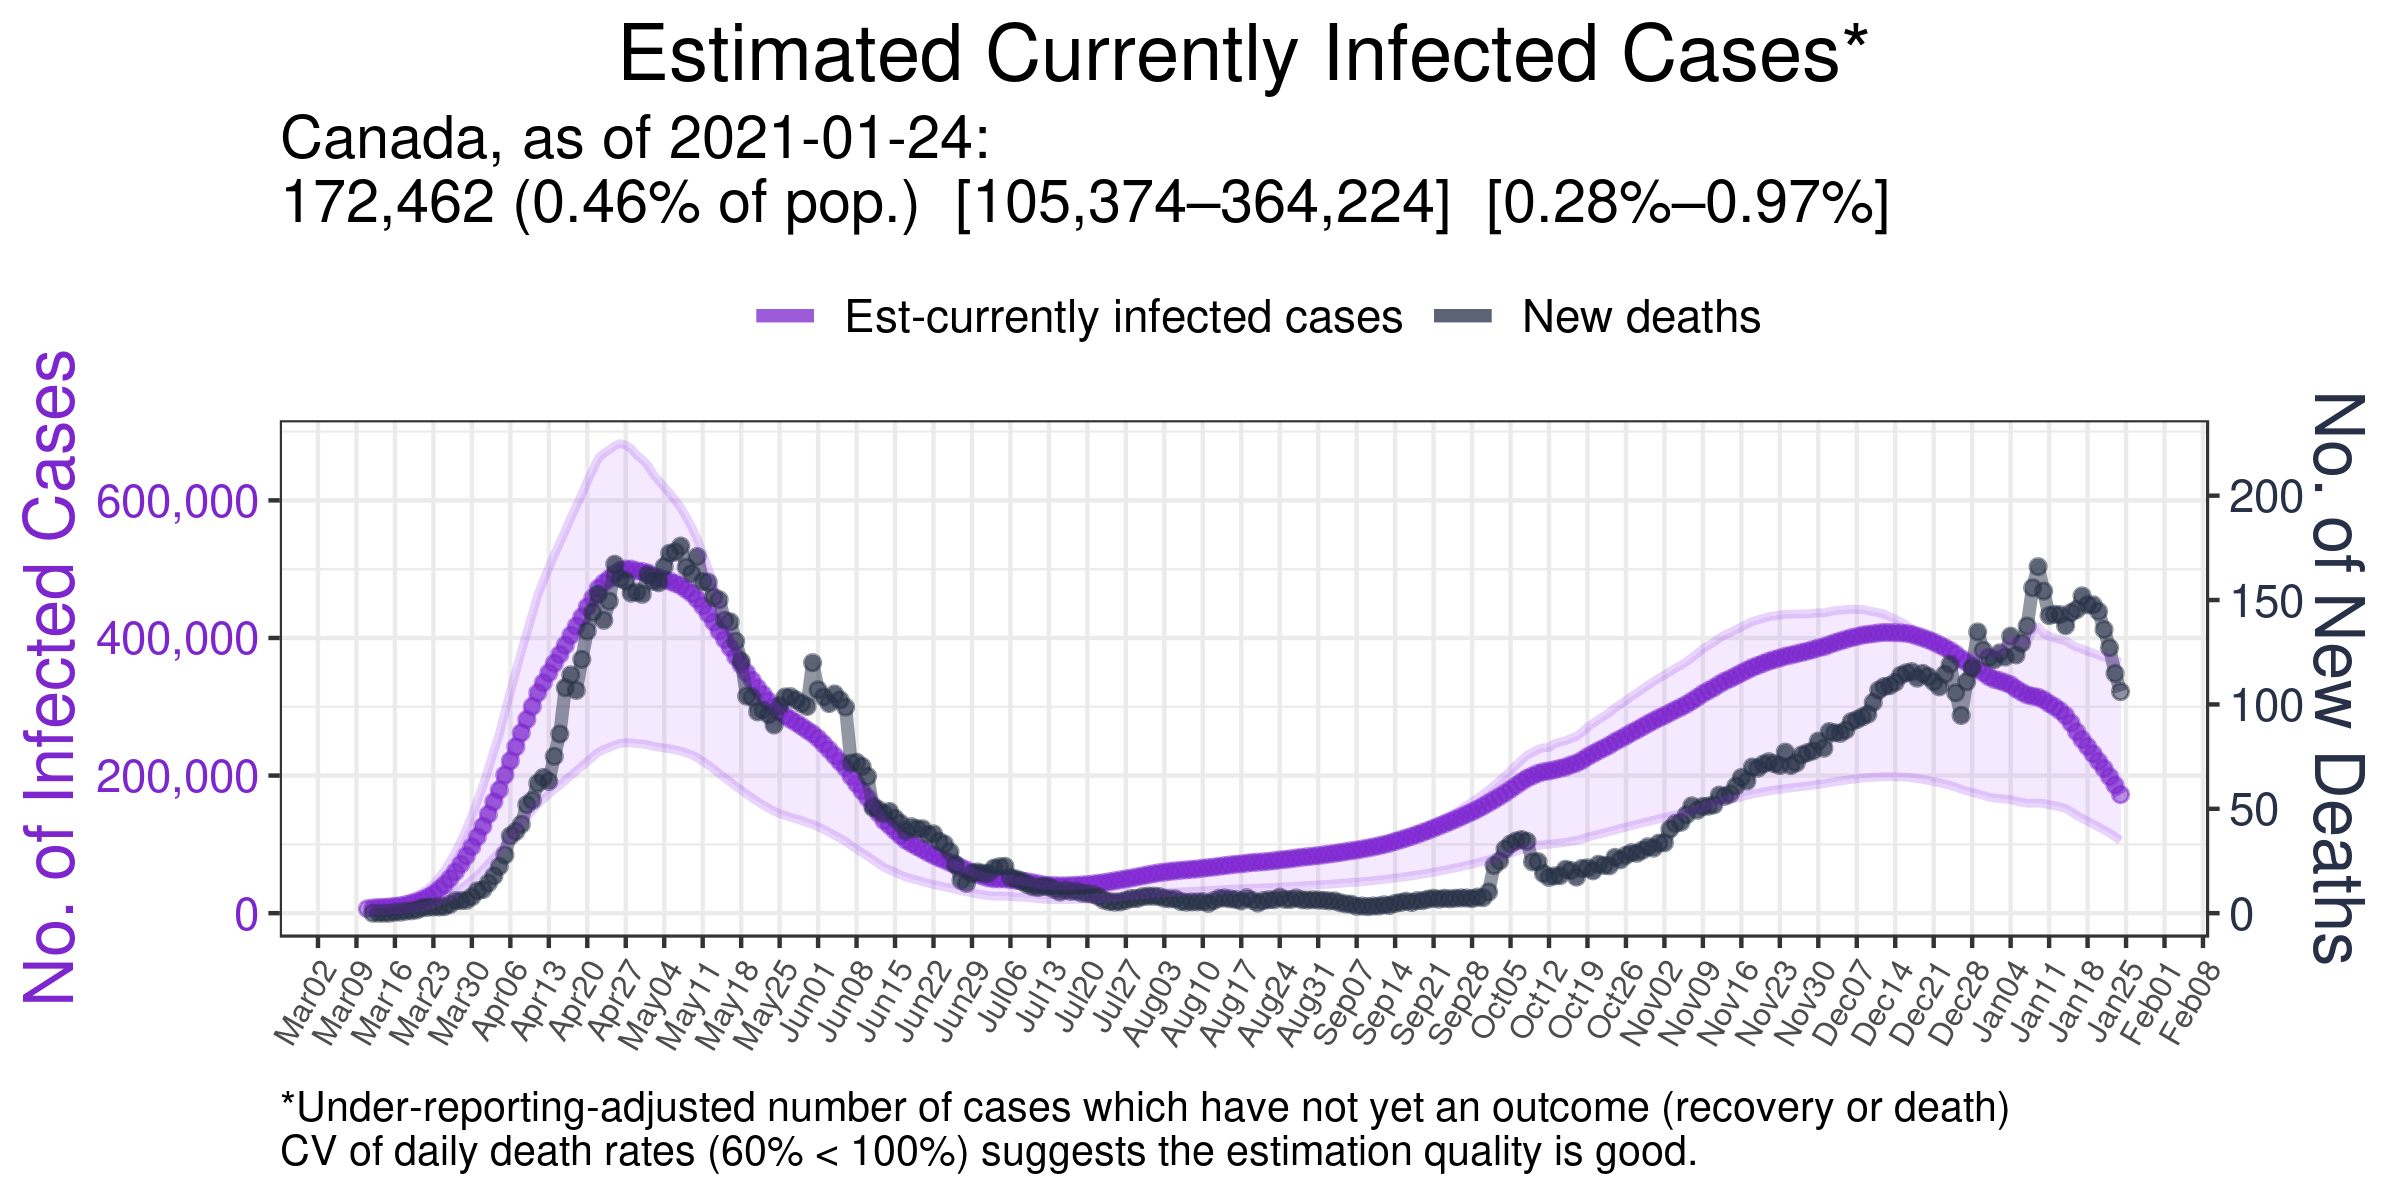 Estimated Currently Infected Cases*
Canada, as of 2021-01-24:
172,462 (0.46% of pop.) [105,374–364,224] [0.28%–0.97%]
Est-currently infected cases
New deaths
No. of Infected Cases
600,000
400,000
200,000
0
200
150
100
50
0
No. of New Deaths
Mar02
Mar09
Mar16
Mar23
Mar30
Apr06
Apr13
Apr20
Apr27
May04
May11
May18
May25
Jun01
Jun08
Jun15
Jun22
Jun29
Jul06
Jul13
Jul20
Jul27
Aug03
Aug10
Aug17
Aug24
Aug31
Sep07
Sep14
Sep21
Sep28
Oct05
Oct12
Oct19
Oct26
Nov02
Nov09
Nov16
Nov23
Nov30
Dec07
Dec14
Dec21
Dec28
Jan04
Jan11
Jan18
Jan25
Feb01
Feb08
*Under-reporting-adjusted number of cases which have not yet an outcome (recovery or death)
CV of daily death rates (60% < 100%) suggests the estimation quality is good.